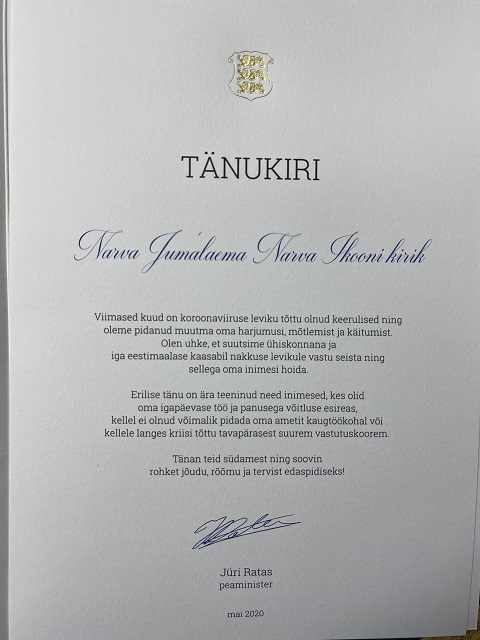 TÄNUKIRI
Narva Jumalaema Narva Ikooni kirik
Viimased kuud on koroonaviiruse leviku tõttu olnud keerulised ning
oleme pidanud muutma oma harjumusi, mõtlemist ja käitumist.
Olen uhke, et suutsime ühiskonnana ja
iga eestimaalase kaasabil nakkuse levikule vastu seista ning
sellega oma inimesi hoida.
Erilise tänu on ära teeninud need inimesed, kes olid
oma igapäevase töö ja panusega võitluse esireas,
kellel ei olnud võimalik pidada oma ametit kaugtöökohal või
kellele langes kriisi tõttu tavapärasest suurem vastutuskoorem.
Tänan teid südamest ning soovin
rohket jõudu, rõõmu ja tervist edaspidiseks!
Jüri Ratas
peaminister
mai 2020